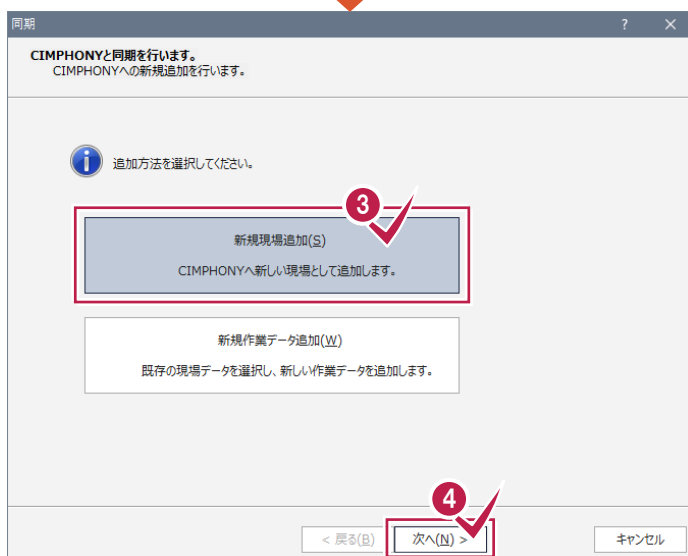 同期
? ×
CIMPHONYと同期を行います。
CIMPHONYへの新規追加を行います。
追加方法を選択してください。
3
新規現場追加(S)
CIMPHONYへ新しい現場として追加します。
新規作業データ追加(W)
既存の現場データを選択し、新しい作業データを追加します。
4
< 戻る(B) 次へ(N) > キャンセル